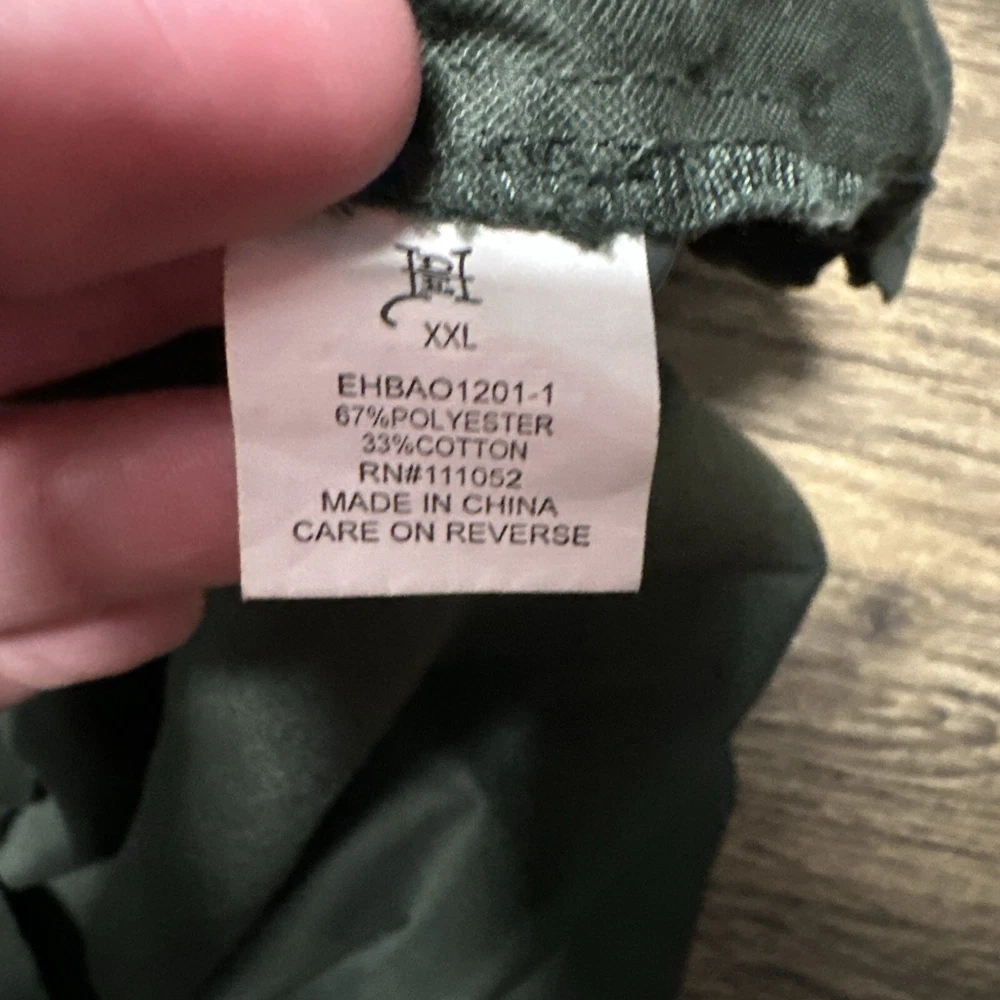 XXL
EHBAO1201-1
67%POLYESTER
33%COTTON
RN#111052
MADE IN CHINA
CARE ON REVERSE